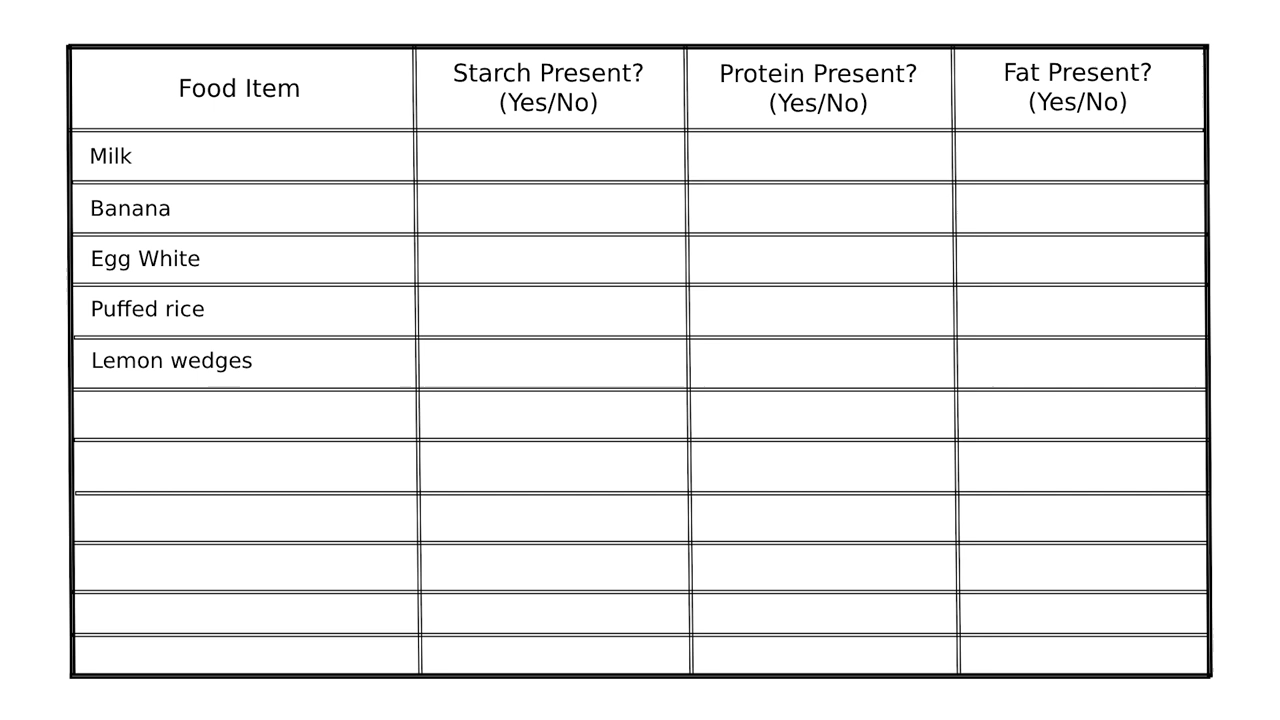 Food Item
Starch Present?
(Yes/No)
Protein Present?
(Yes/No)
Fat Present?
(Yes/No)
Milk
Banana
Egg White
Puffed rice
Lemon wedges